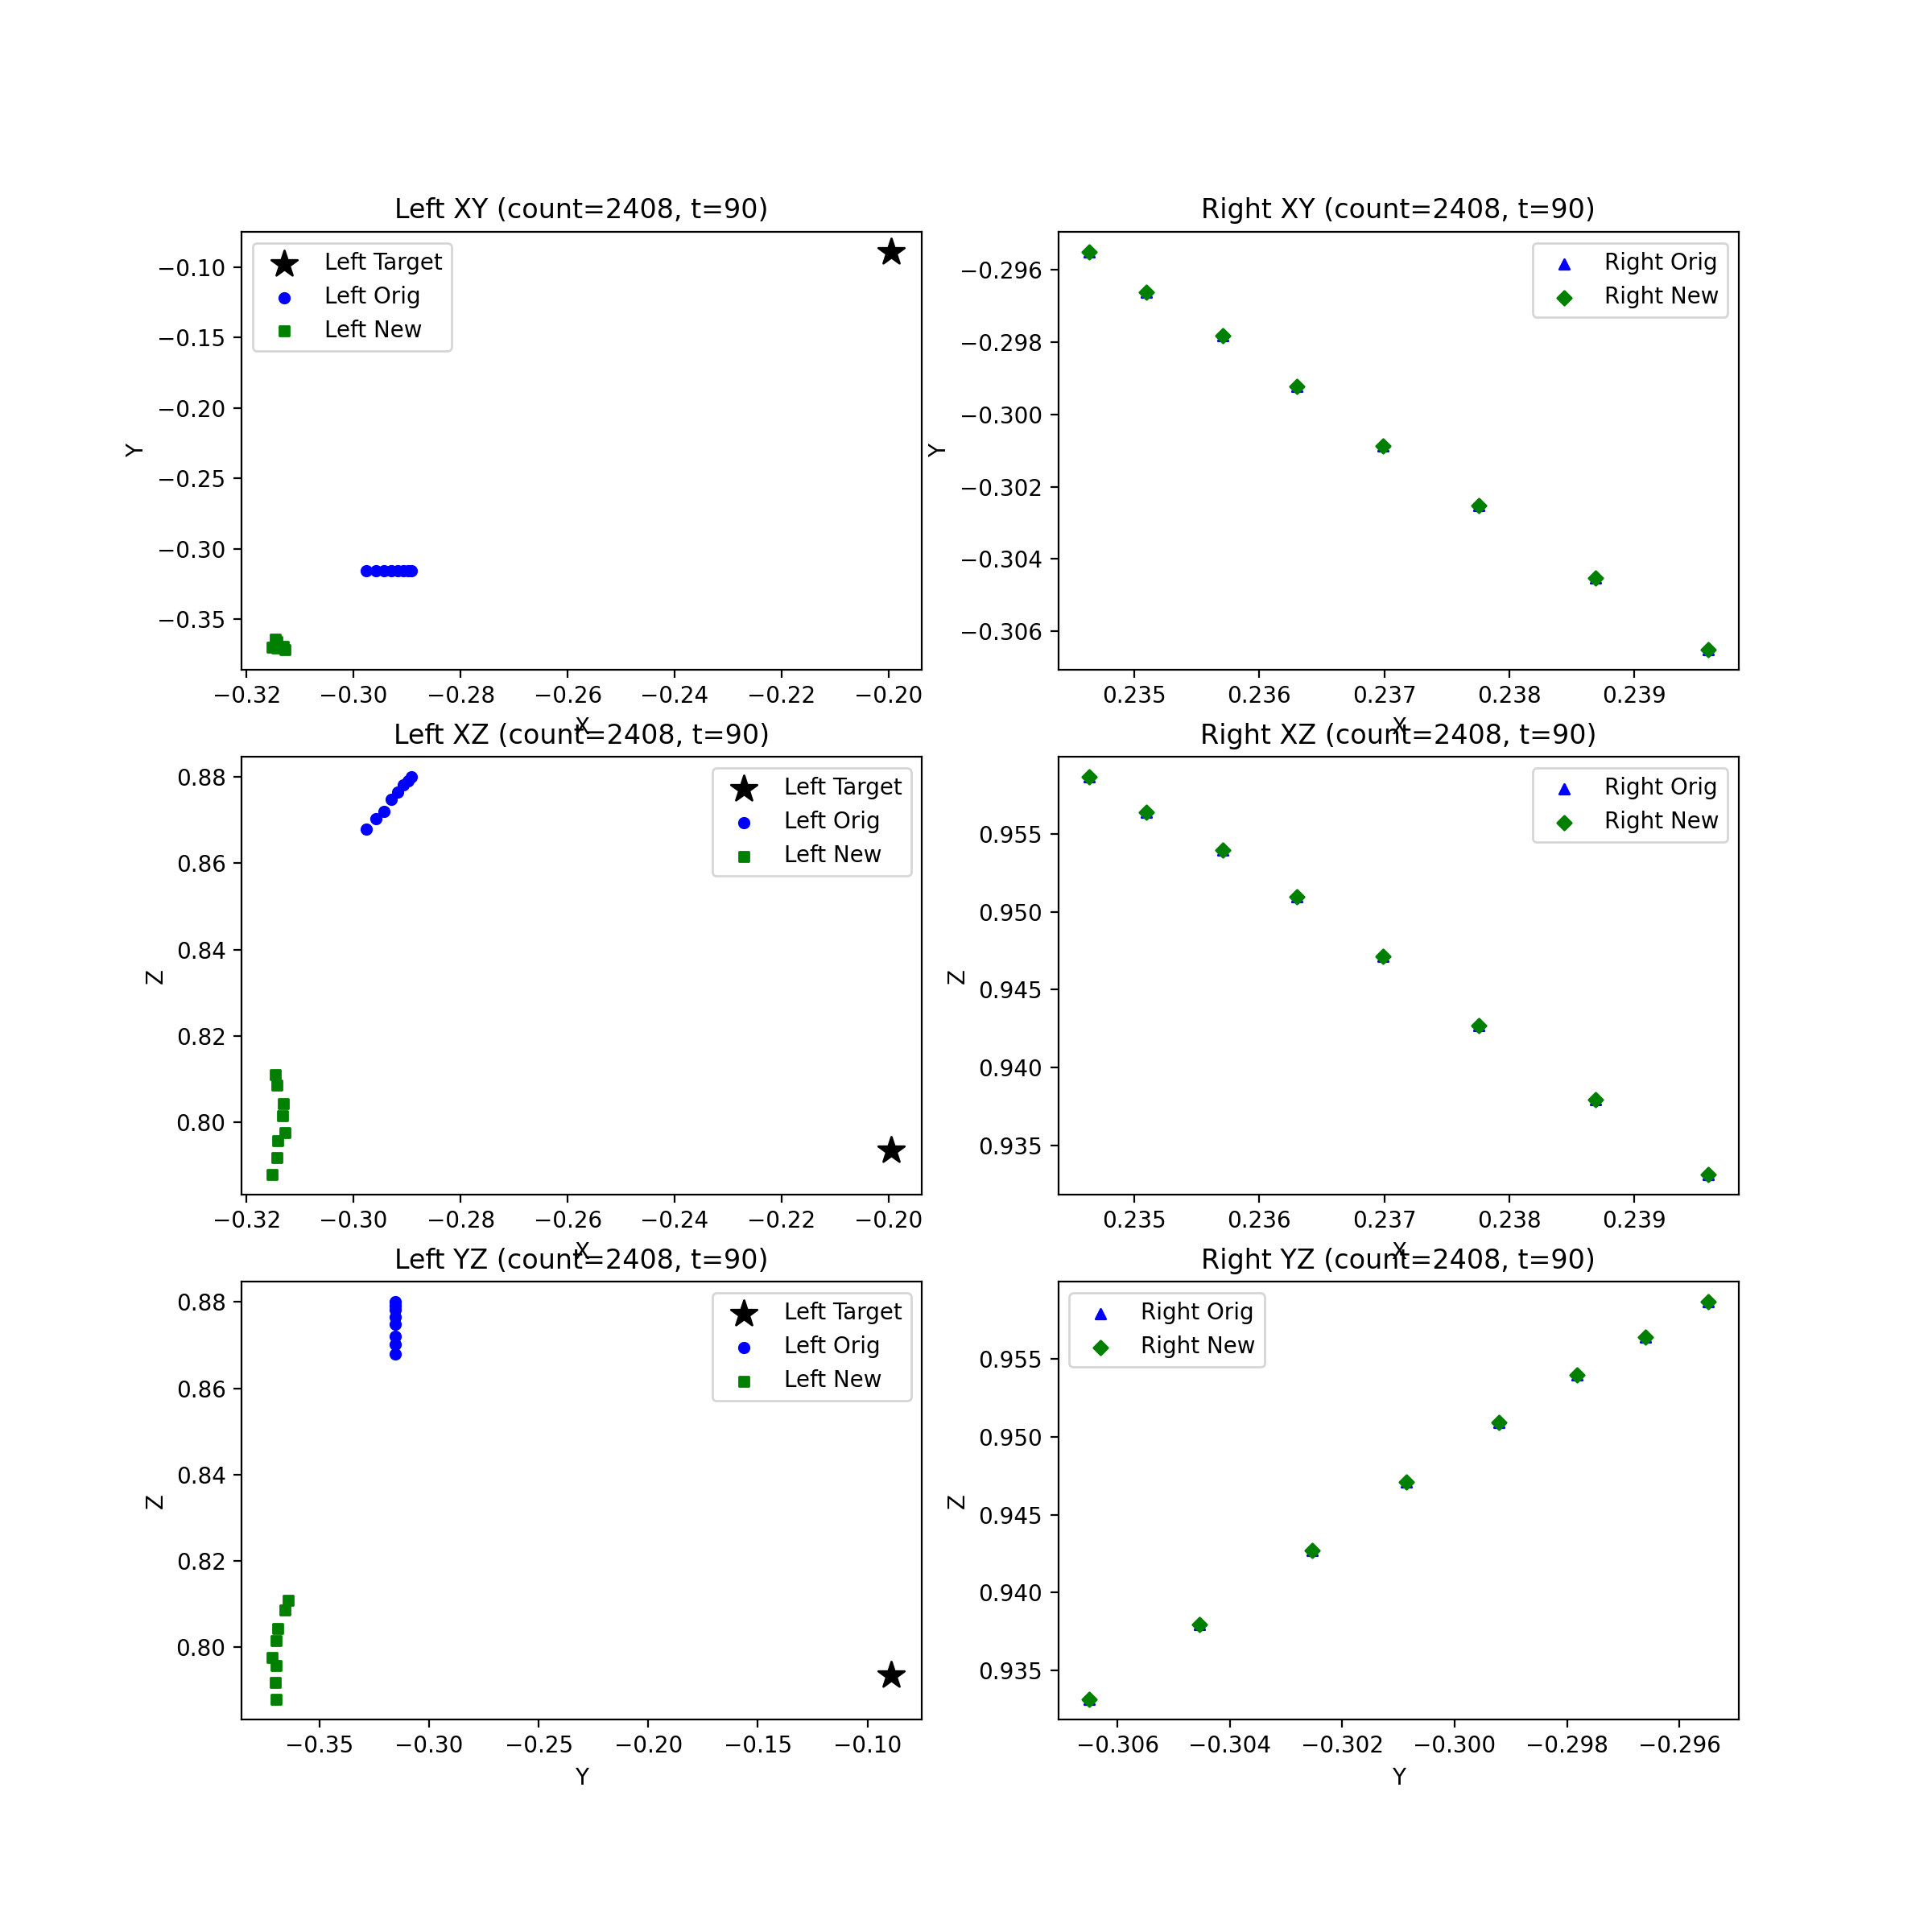 Left XY (count=2408, t=90)
Left Target
Left Orig
Left New
−0.10
−0.15
−0.20
−0.25
−0.30
−0.35
Y
−0.32 −0.30 −0.28 −0.26 −0.24 −0.22 −0.20
X
Right XY (count=2408, t=90)
Right Orig
Right New
−0.296
−0.298
−0.300
−0.302
−0.304
−0.306
Y
0.235 0.236 0.237 0.238 0.239
X
Left XZ (count=2408, t=90)
Left Target
Left Orig
Left New
0.88
0.86
0.84
0.82
0.80
Z
−0.32 −0.30 −0.28 −0.26 −0.24 −0.22 −0.20
X
Right XZ (count=2408, t=90)
Right Orig
Right New
0.955
0.950
0.945
0.940
0.935
Z
0.235 0.236 0.237 0.238 0.239
X
Left YZ (count=2408, t=90)
Left Target
Left Orig
Left New
0.88
0.86
0.84
0.82
0.80
Z
−0.35 −0.30 −0.25 −0.20 −0.15 −0.10
Y
Right YZ (count=2408, t=90)
Right Orig
Right New
0.955
0.950
0.945
0.940
0.935
Z
−0.306 −0.304 −0.302 −0.300 −0.298 −0.296
Y